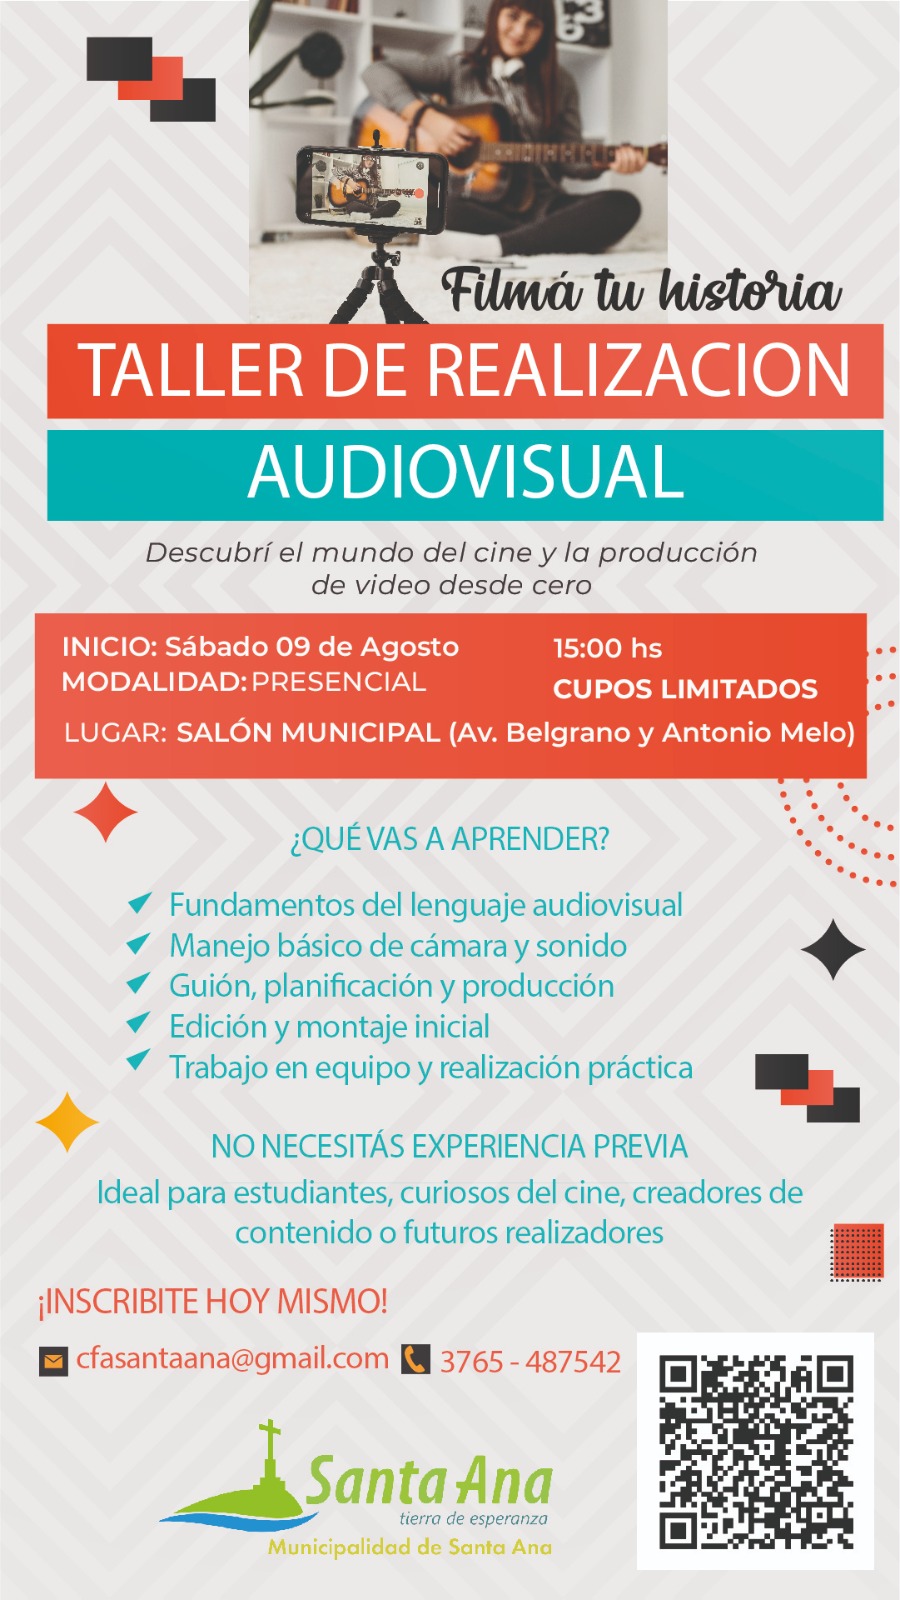 Filmá tu historia
TALLER DE REALIZACION
AUDIOVISUAL
Descubrí el mundo del cine y la producción
de video desde cero
INICIO: Sábado 09 de Agosto
15:00 hs
MODALIDAD: PRESENCIAL
CUPOS LIMITADOS
LUGAR: SALÓN MUNICIPAL (Av. Belgrano y Antonio Melo)
¿QUÉ VAS A APRENDER?
Fundamentos del lenguaje audiovisual
Manejo básico de cámara y sonido
Guión, planificación y producción
Edición y montaje inicial
Trabajo en equipo y realización práctica
NO NECESITÁS EXPERIENCIA PREVIA
Ideal para estudiantes, curiosos del cine, creadores de
contenido o futuros realizadores
¡INSCRIBITE HOY MISMO!
cfasantaana@gmail.com 3765 - 487542
Santa Ana
tierra de esperanza
Municipalidad de Santa Ana